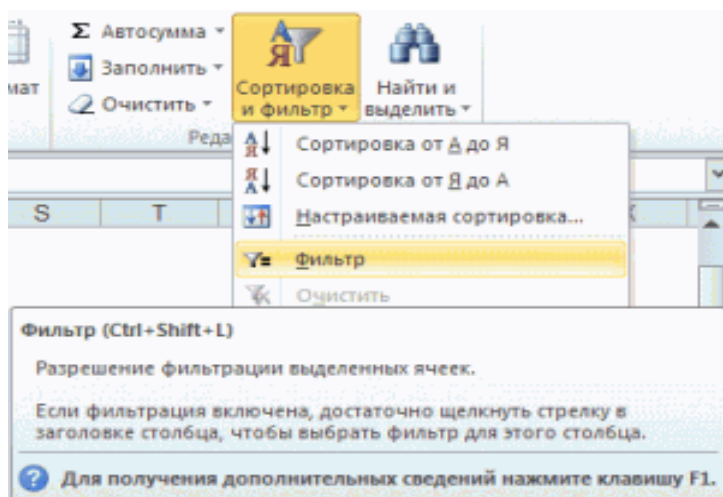 Σ Автосумма
Заполнить
Очистить
Сортировка и фильтр
Найти и выделить
мат
Реда
Сортировка от А до Я
Сортировка от Я до А
Настраиваемая сортировка...
S T
Фильтр
Очистить
Фильтр (Ctrl+Shift+L)
Разрешение фильтрации выделенных ячеек.
Если фильтрация включена, достаточно щелкнуть стрелку в
заголовке столбца, чтобы выбрать фильтр для этого столбца.
Для получения дополнительных сведений нажмите клавишу F1.